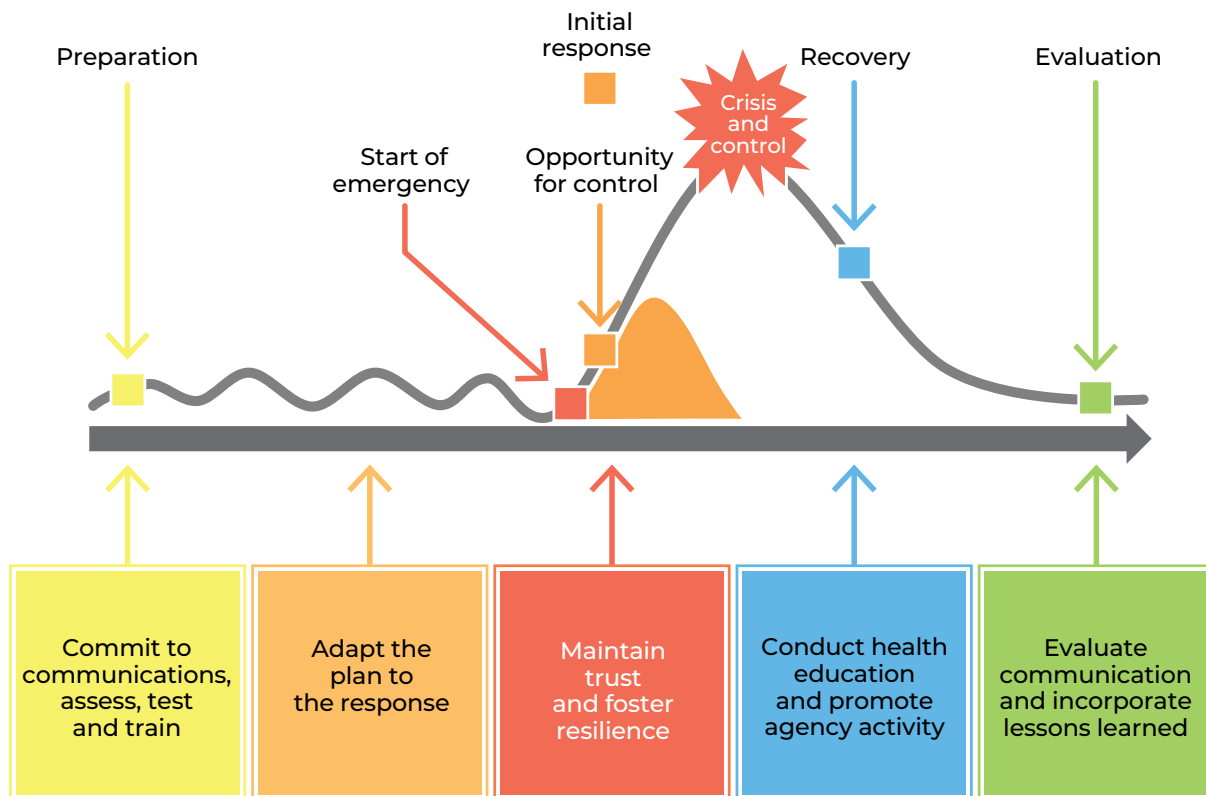 Preparation
Initial
response
Recovery
Evaluation
Crisis
and
control
Start of
emergency
Opportunity
for control
Commit to
communications,
assess, test
and train
Adapt the
plan to
the response
Maintain
trust
and foster
resilience
Conduct health
education
and promote
agency activity
Evaluate
communication
and incorporate
lessons learned